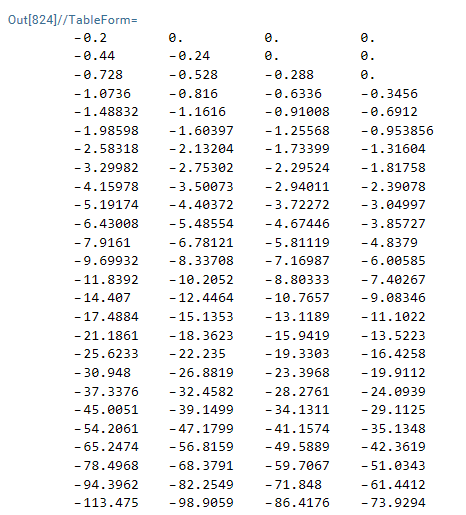 Out[824]//TableForm=
-0.2 0. 0. 0.
-0.44 -0.24 0. 0.
-0.728 -0.528 -0.288 0.
-1.0736 -0.816 -0.6336 -0.3456
-1.48832 -1.1616 -0.91008 -0.6912
-1.98598 -1.60397 -1.25568 -0.953856
-2.58318 -2.13204 -1.73399 -1.31604
-3.29982 -2.75302 -2.29524 -1.81758
-4.15978 -3.50073 -2.94011 -2.39078
-5.19174 -4.40372 -3.72272 -3.04997
-6.43008 -5.48554 -4.67446 -3.85727
-7.9161 -6.78121 -5.81119 -4.8379
-9.69932 -8.33708 -7.16987 -6.00585
-11.8392 -10.2052 -8.80333 -7.40267
-14.407 -12.4464 -10.7657 -9.08346
-17.4884 -15.1353 -13.1189 -11.1022
-21.1861 -18.3623 -15.9419 -13.5223
-25.6233 -22.235 -19.3303 -16.4258
-30.948 -26.8819 -23.3968 -19.9112
-37.3376 -32.4582 -28.2761 -24.0939
-45.0051 -39.1499 -34.1311 -29.1125
-54.2061 -47.1799 -41.1574 -35.1348
-65.2474 -56.8159 -49.5889 -42.3619
-78.4968 -68.3791 -59.7067 -51.0343
-94.3962 -82.2549 -71.848 -61.4412
-113.475 -98.9059 -86.4176 -73.9294